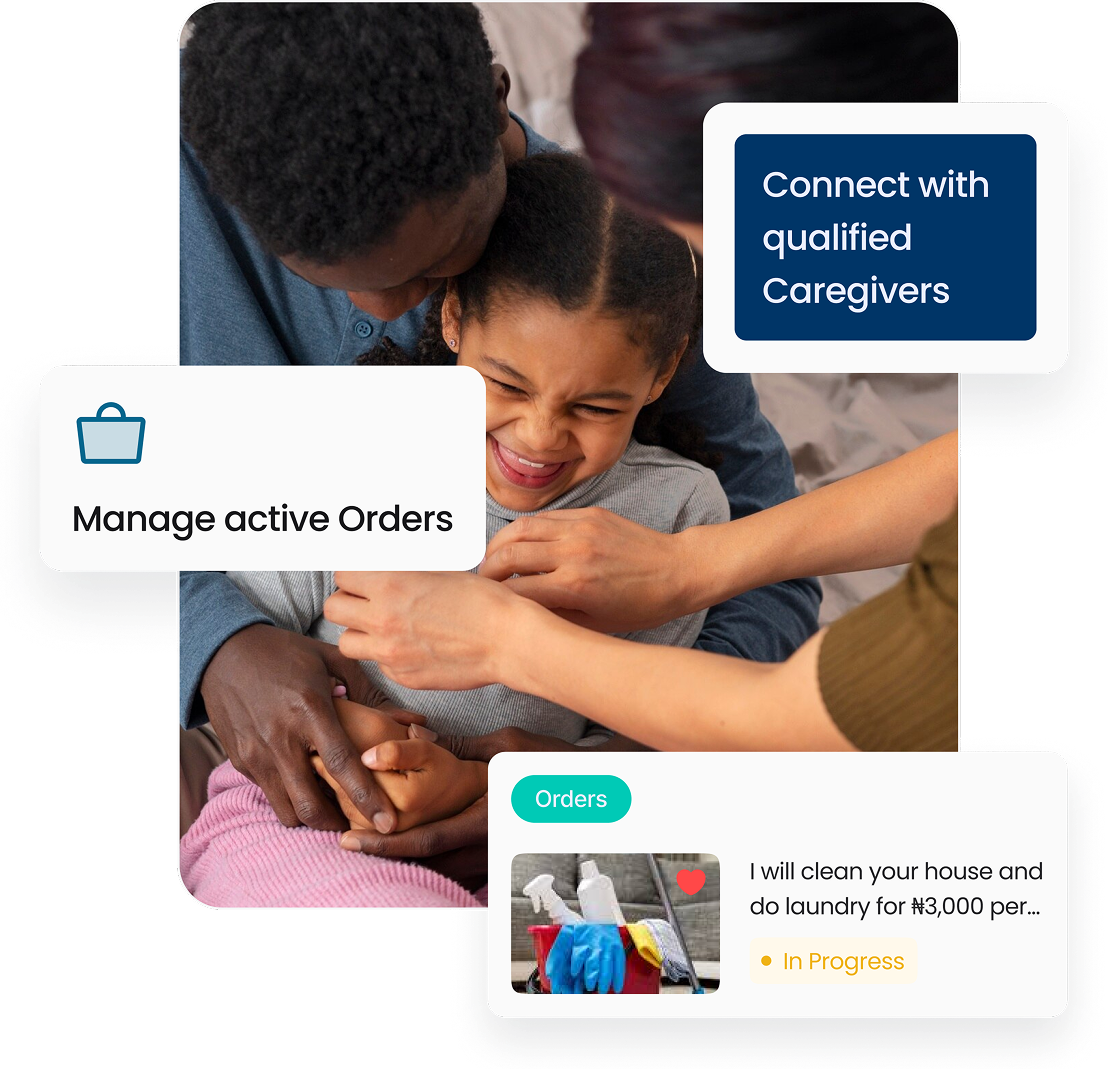 Connect with
qualified
Caregivers
Manage active Orders
Orders
I will clean your house and
do laundry for ₦3,000 per...
In Progress